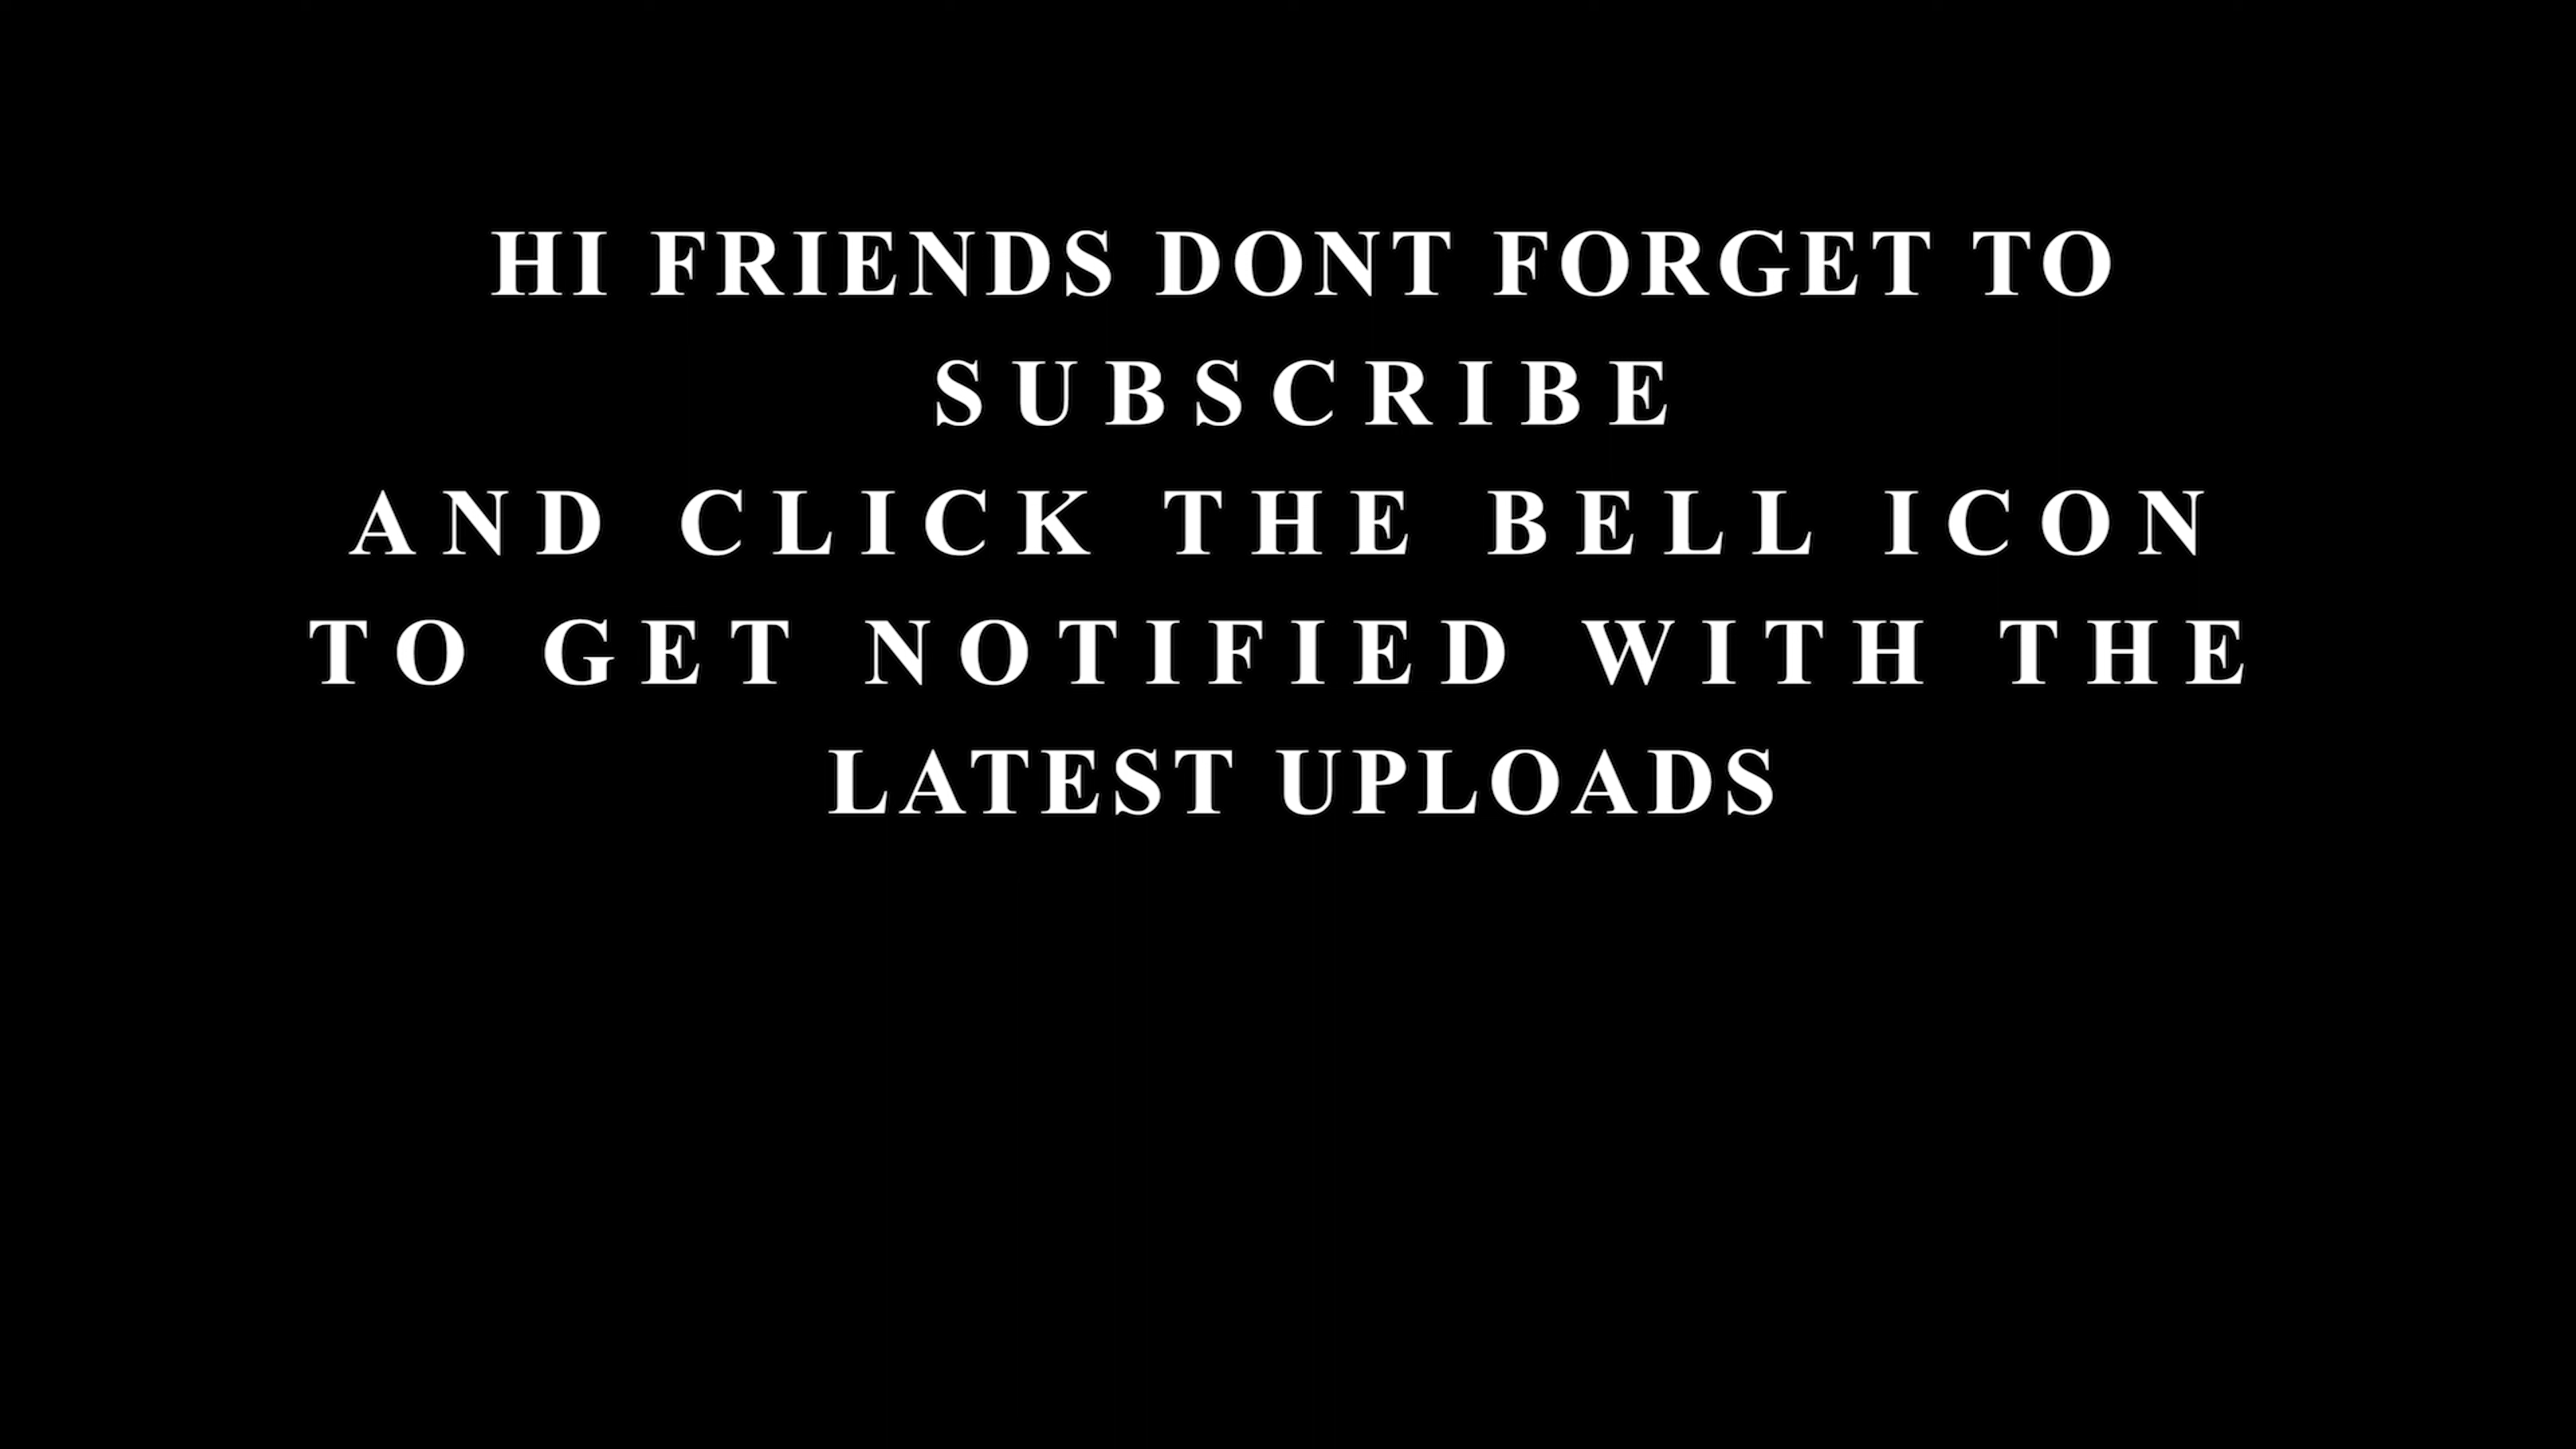 HI FRIENDS DONT FORGET TO
SUBSCRIBE
AND CLICK THE BELL ICON
TO GET NOTIFIED WITH THE
LATEST UPLOADS